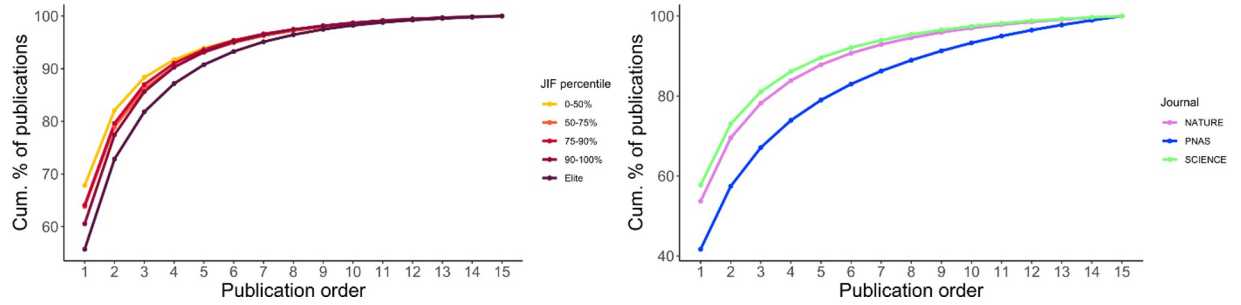 100
90
80
70
60
Cum. % of publications
1 2 3 4 5 6 7 8 9 10 11 12 13 14 15
Publication order
JIF percentile
0-50%
50-75%
75-90%
90-100%
Elite
100
80
60
40
Cum. % of publications
1 2 3 4 5 6 7 8 9 10 11 12 13 14 15
Publication order
Journal
NATURE
PNAS
SCIENCE